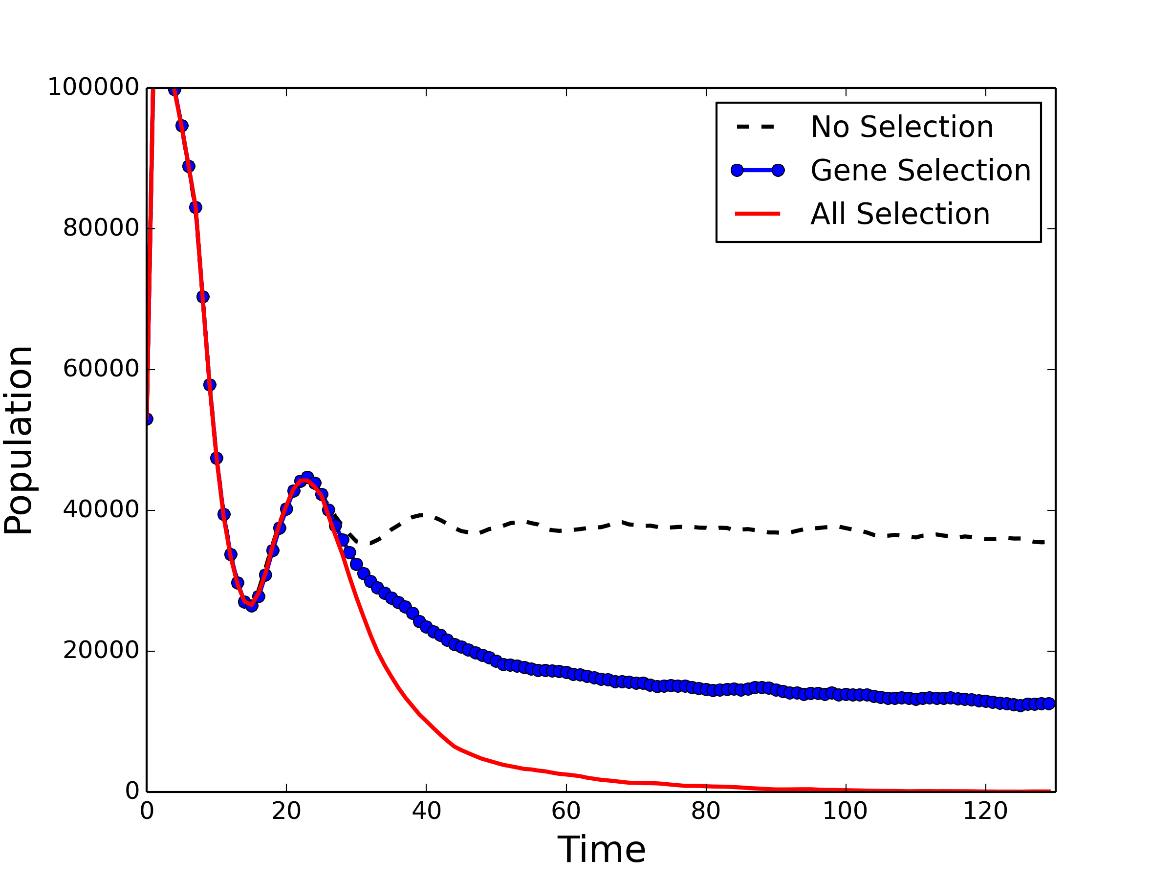 100000
80000
60000
40000
20000
0
Population
No Selection
Gene Selection
All Selection
0 20 40 60 80 100 120
Time